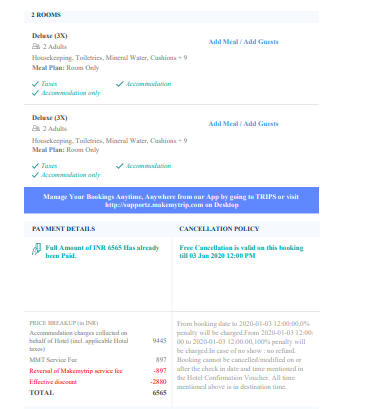 2 ROOMS
Deluxe (3X)
2 Adults
Add Meal / Add Guests
Housekeeping, Toiletries, Mineral Water, Cushions + 9
Meal Plan: Room Only
Taxes
Accommodation
Accommodation only
Deluxe (3X)
2 Adults
Add Meal / Add Guests
Housekeeping, Toiletries, Mineral Water, Cushions + 9
Meal Plan: Room Only
Taxes
Accommodation
Accommodation only
Manage Your Bookings Anytime, Anywhere from our App by going to TRIPS or visit
http://supportz.makemytrip.com on Desktop
PAYMENT DETAILS
Full Amount of INR 6565 Has already
been Paid.
CANCELLATION POLICY
Free Cancellation is valid on this booking
till 03 Jan 2020 12:00 PM
PRICE BREAKUP (in INR)
Accommodation charges collected on
behalf of Hotel (incl. applicable Hotel
taxes)
9445
MMT Service Fee
897
Reversal of Makemytrip service fee
-897
Effective discount
-2880
TOTAL
6565
From booking date to 2020-01-03 12:00:00,0%
penalty will be charged.From 2020-01-03 12:00:
00 to 2020-01-03 12:00:00,100% penalty will
be charged.In case of no show : no refund.
Booking cannot be cancelled/modified on or
after the check in date and time mentioned in
the Hotel Confirmation Voucher. All time
mentioned above is in destination time.